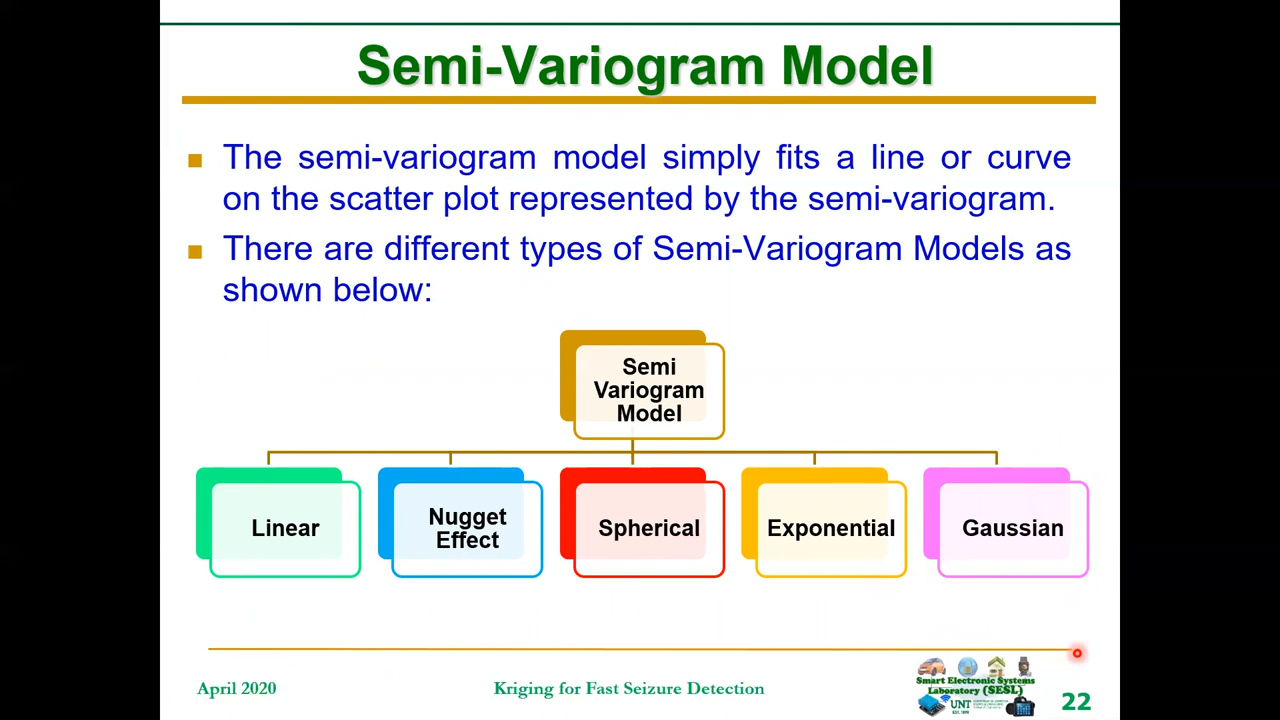 Semi-Variogram Model
The semi-variogram model simply fits a line or curve
on the scatter plot represented by the semi-variogram.
There are different types of Semi-Variogram Models as
shown below:
Semi
Variogram
Model
Linear
Nugget
Effect
Spherical
Exponential
Gaussian
April 2020
Kriging for Fast Seizure Detection
Smart Electronic Systems
Laboratory (SESL)
UNT
EST. 1890
22